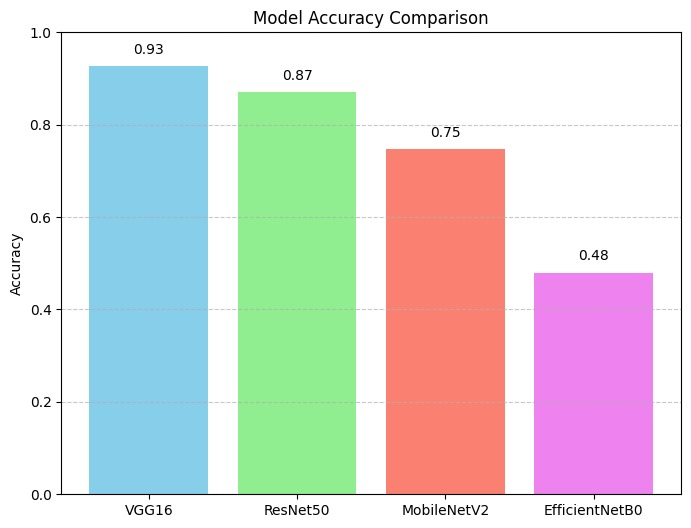 Model Accuracy Comparison
1.0
0.8
0.6
0.4
0.2
0.0
Accuracy
0.93
0.87
0.75
0.48
VGG16
ResNet50
MobileNetV2
EfficientNetB0